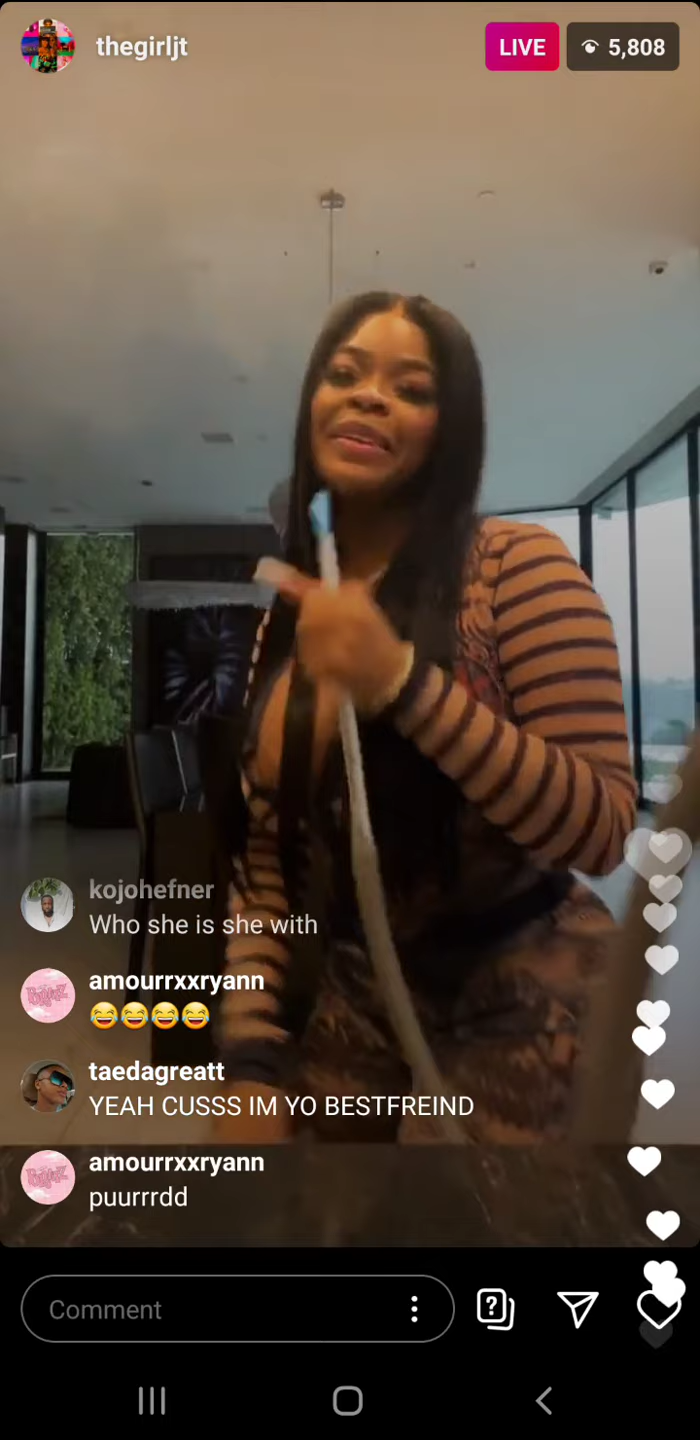 thegirljt
LIVE
5,808
kojohefner
Who she is she with
amourrxxryann
😂😂😂😂
taedagreatt
YEAH CUSSS IM YO BESTFREIND
amourrxxryann
puurrrdd
Comment